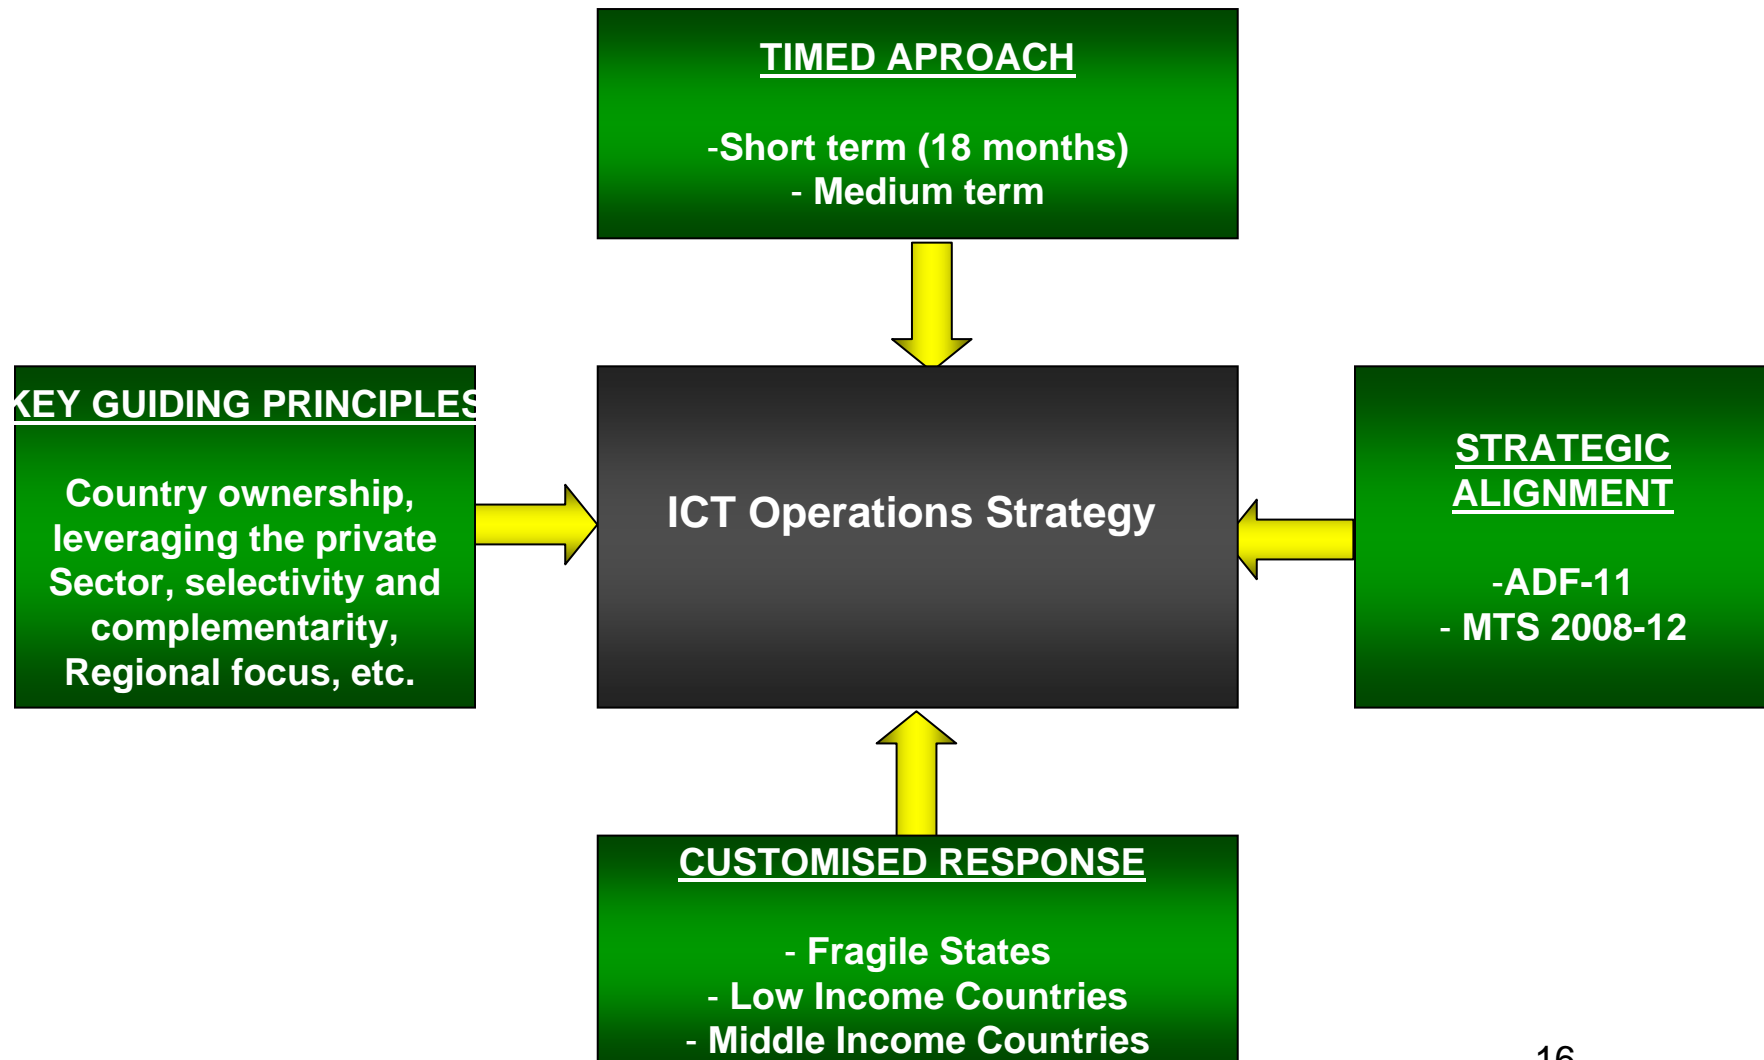 TIMED APROACH
-Short term (18 months)
- Medium term
KEY GUIDING PRINCIPLES
Country ownership,
leveraging the private
Sector, selectivity and
complementarity,
Regional focus, etc.
ICT Operations Strategy
STRATEGIC
ALIGNMENT
-ADF-11
- MTS 2008-12
CUSTOMISED RESPONSE
- Fragile States
- Low Income Countries
- Middle Income Countries
16